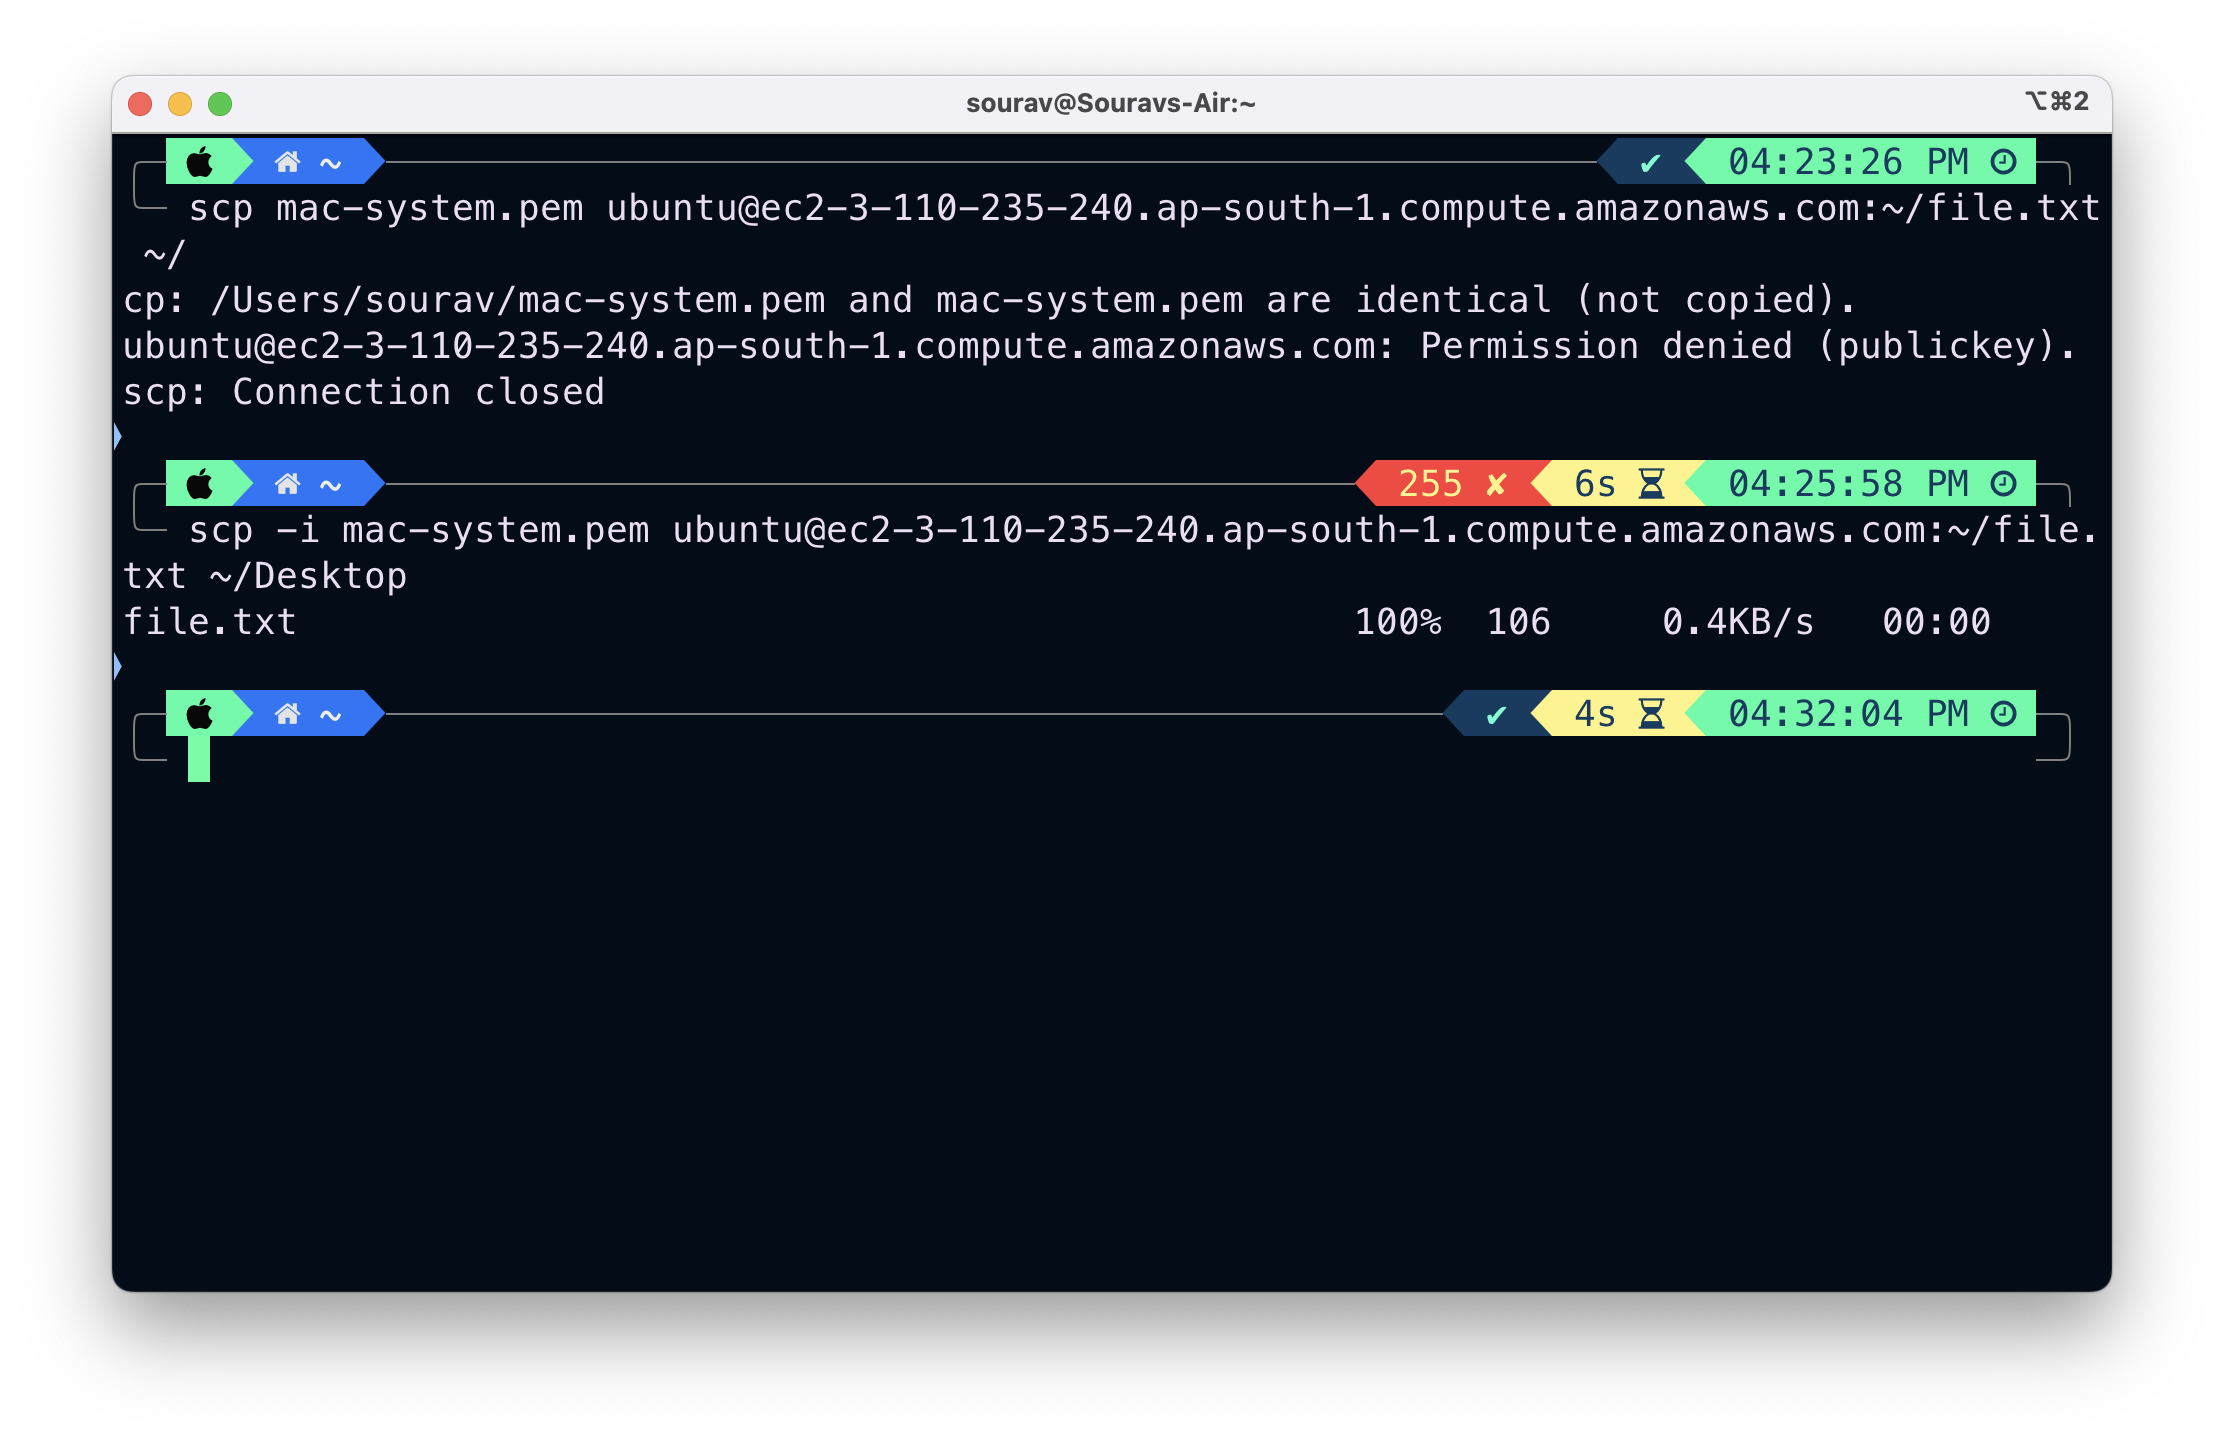 sourav@Souravs-Air:~ ⌥⌘2
~ ✔ 04:23:26 PM
scp mac-system.pem ubuntu@ec2-3-110-235-240.ap-south-1.compute.amazonaws.com:~/file.txt
~/
cp: /Users/sourav/mac-system.pem and mac-system.pem are identical (not copied).
ubuntu@ec2-3-110-235-240.ap-south-1.compute.amazonaws.com: Permission denied (publickey).
scp: Connection closed
~ 255 ✘ 6s 04:25:58 PM
scp -i mac-system.pem ubuntu@ec2-3-110-235-240.ap-south-1.compute.amazonaws.com:~/file.
txt ~/Desktop
file.txt 100% 106 0.4KB/s 00:00
~ ✔ 4s 04:32:04 PM